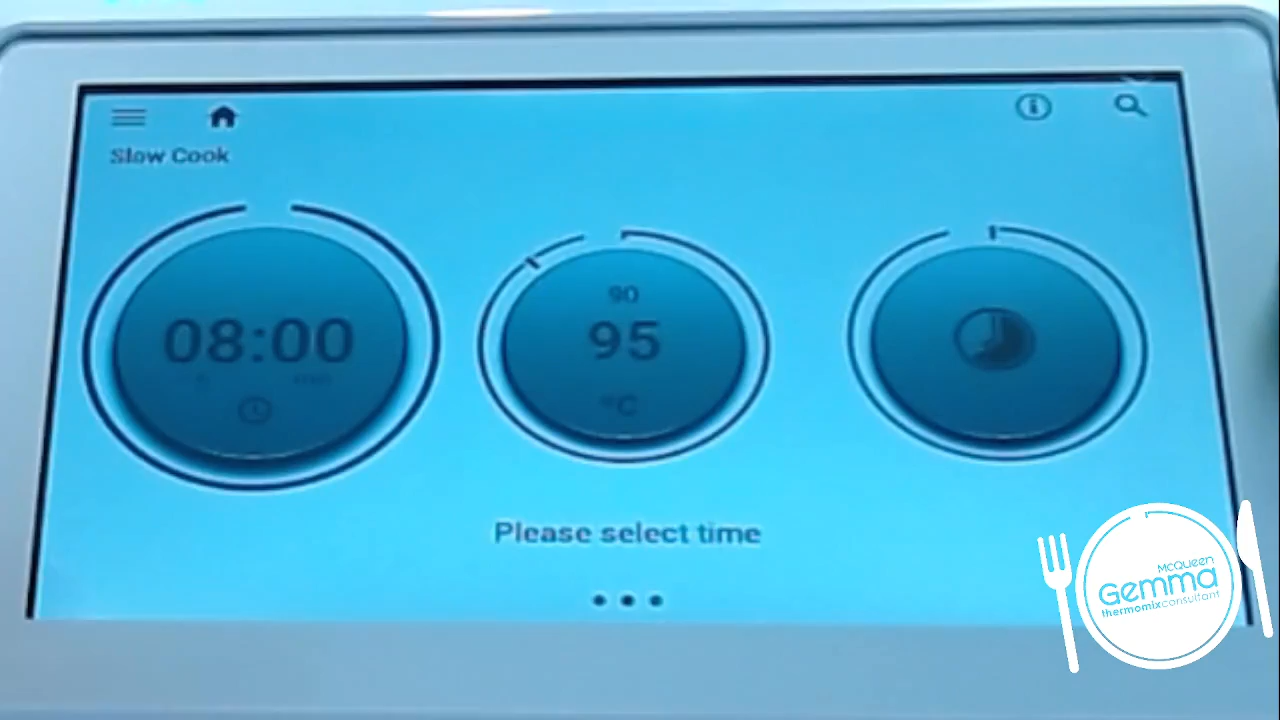 Slow Cook
08:00
90
95
°C
Please select time
McQueen
Gemma
thermomixconsultant